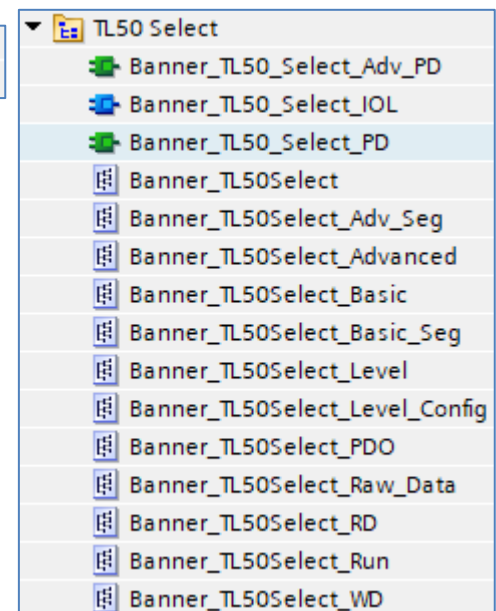 TL50 Select
Banner_TL50_Select_Adv_PD
Banner_TL50_Select_IOL
Banner_TL50_Select_PD
Banner_TL50Select
Banner_TL50Select_Adv_Seg
Banner_TL50Select_Advanced
Banner_TL50Select_Basic
Banner_TL50Select_Basic_Seg
Banner_TL50Select_Level
Banner_TL50Select_Level_Config
Banner_TL50Select_PDO
Banner_TL50Select_Raw_Data
Banner_TL50Select_RD
Banner_TL50Select_Run
Banner_TL50Select_WD